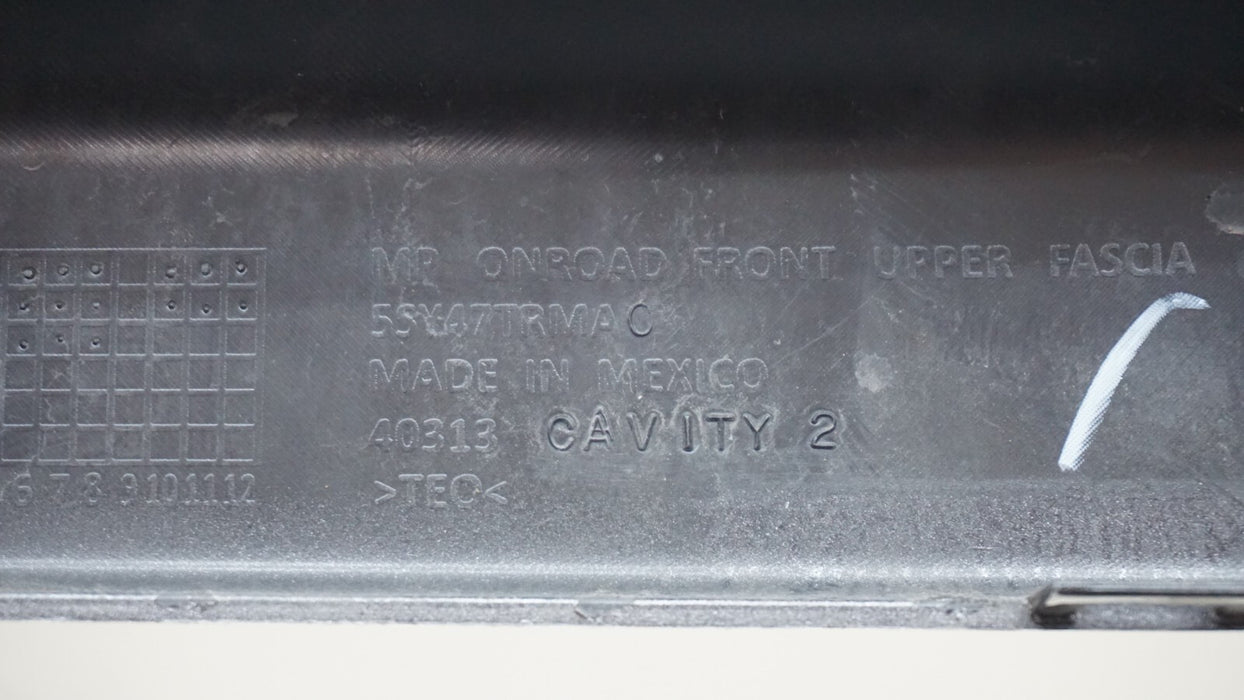 MP ONROAD FRONT UPPER FASCIA
5SY47TRMAC
MADE IN MEXICO
40313 CAVITY 2
>TEO<
6 7 8 9 10 11 12